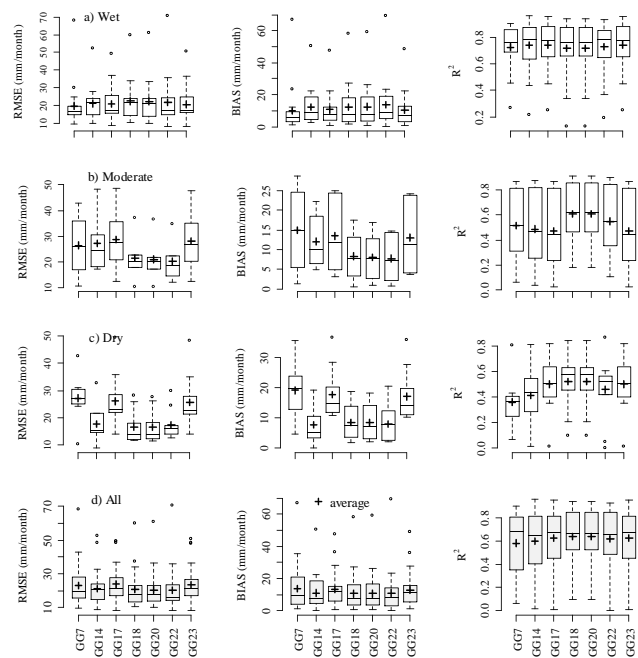 a) Wet
RMSE (mm/month)
10 20 30 40 50 60 70
BIAS (mm/month)
0 20 40 60
R²
0.2 0.4 0.6 0.8
b) Moderate
RMSE (mm/month)
10 20 30 40 50
BIAS (mm/month)
0 5 10 15 20 25
R²
0.0 0.2 0.4 0.6 0.8
c) Dry
RMSE (mm/month)
10 20 30 40 50
BIAS (mm/month)
0 10 20 30
R²
0.0 0.2 0.4 0.6 0.8
d) All
RMSE (mm/month)
10 30 50 70
BIAS (mm/month)
0 20 40 60
+ average
R²
0.0 0.2 0.4 0.6 0.8
GG7 GG14 GG17 GG18 GG20 GG22 GG23
GG7 GG14 GG17 GG18 GG20 GG22 GG23
GG7 GG14 GG17 GG18 GG20 GG22 GG23